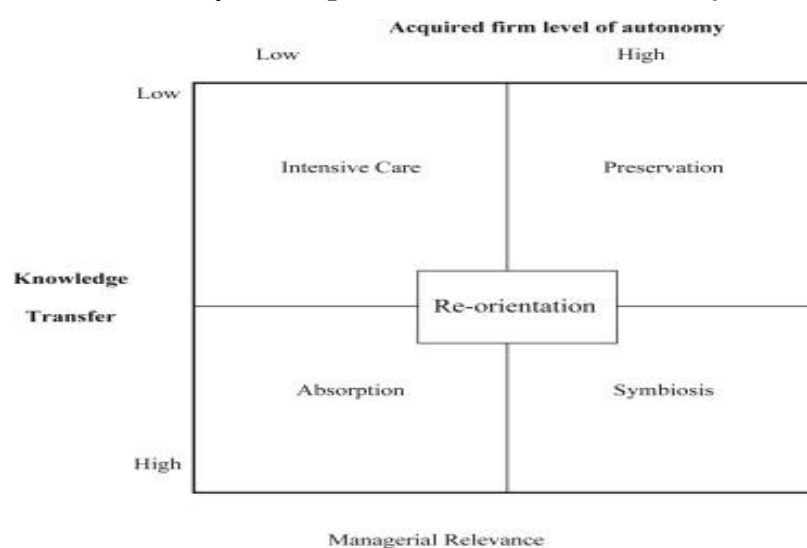 Acquired firm level of autonomy
Low High
Low
Intensive Care Preservation
Knowledge
Transfer
Re-orientation
Absorption Symbiosis
High
Managerial Relevance